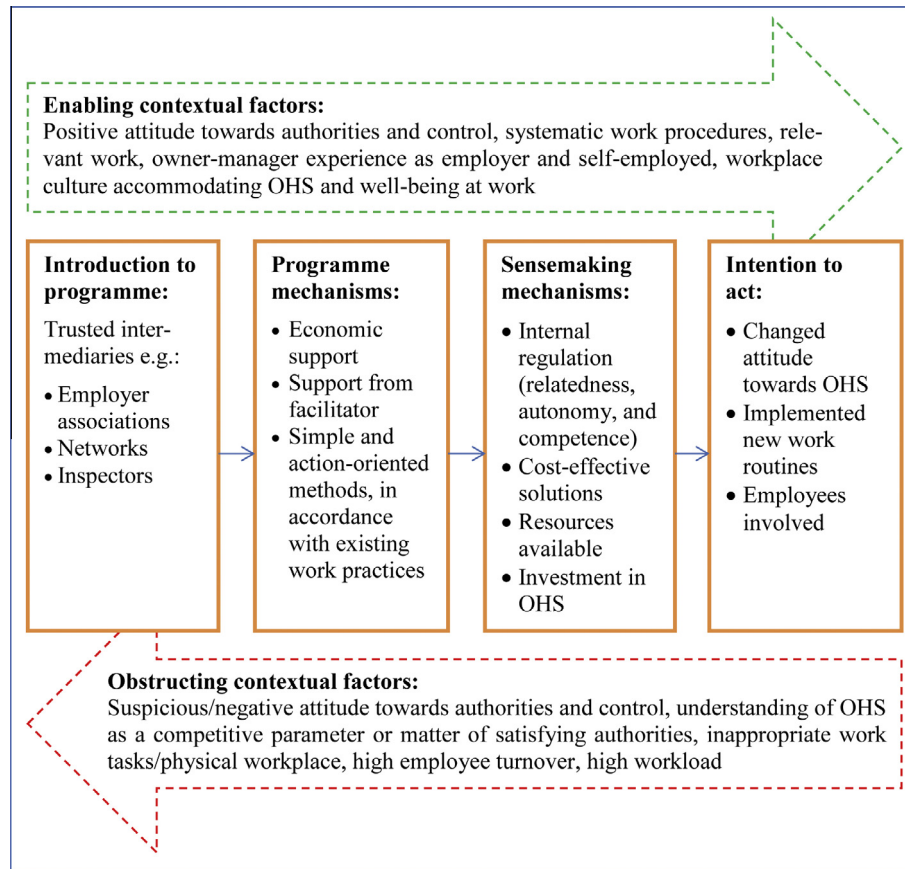 Enabling contextual factors:
Positive attitude towards authorities and control, systematic work procedures, rele-
vant work, owner-manager experience as employer and self-employed, workplace
culture accommodating OHS and well-being at work
Introduction to
programme:
Trusted inter-
mediaries e.g.:
• Employer
associations
• Networks
• Inspectors
Programme
mechanisms:
• Economic
support
• Support from
facilitator
• Simple and
action-oriented
methods, in
accordance
with existing
work practices
Sensemaking
mechanisms:
• Internal
regulation
(relatedness,
autonomy, and
competence)
• Cost-effective
solutions
• Resources
available
• Investment in
OHS
Intention to
act:
• Changed
attitude
towards OHS
• Implemented
new work
routines
• Employees
involved
Obstructing contextual factors:
Suspicious/negative attitude towards authorities and control, understanding of OHS
as a competitive parameter or matter of satisfying authorities, inappropriate work
tasks/physical workplace, high employee turnover, high workload